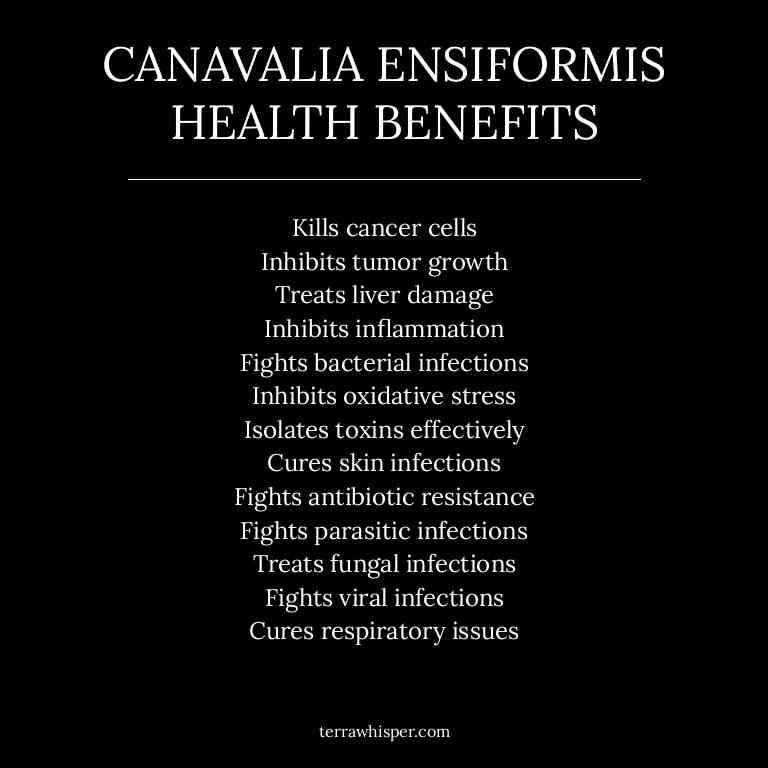 CANAVALIA ENSIFORMIS
HEALTH BENEFITS
Kills cancer cells
Inhibits tumor growth
Treats liver damage
Inhibits inflammation
Fights bacterial infections
Inhibits oxidative stress
Isolates toxins effectively
Cures skin infections
Fights antibiotic resistance
Fights parasitic infections
Treats fungal infections
Fights viral infections
Cures respiratory issues
terrawhisper.com